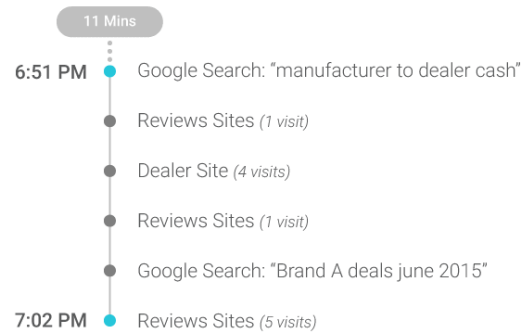 11 Mins
6:51 PM Google Search: “manufacturer to dealer cash”
Reviews Sites (1 visit)
Dealer Site (4 visits)
Reviews Sites (1 visit)
Google Search: “Brand A deals june 2015”
7:02 PM Reviews Sites (5 visits)